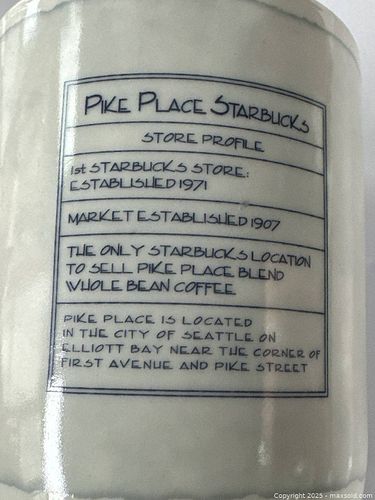 PIKE PLACE STARBUCKS
STORE PROFILE
1st STARBUCKS STORE:
ESTABLISHED 1971
MARKET ESTABLISHED 1907
THE ONLY STARBUCKS LOCATION
TO SELL PIKE PLACE BLEND
WHOLE BEAN COFFEE
PIKE PLACE IS LOCATED
IN THE CITY OF SEATTLE ON
ELLIOTT BAY NEAR THE CORNER OF
FIRST AVENUE AND PIKE STREET
Copyright 2025 - maxsold.com